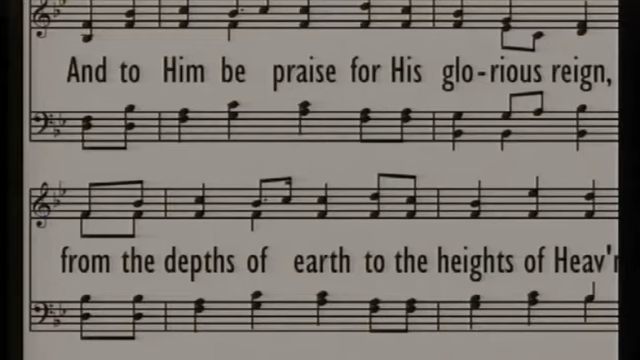 And to Him be praise for His glo-rious reign,
from the depths of earth to the heights of Heav'n